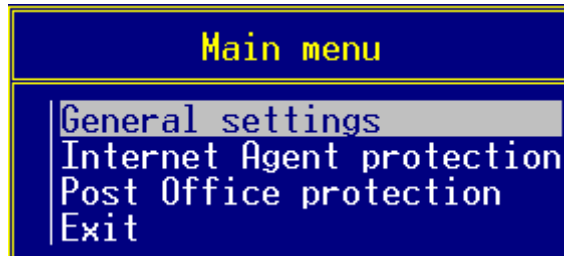 Main menu
General settings
Internet Agent protection
Post Office protection
Exit